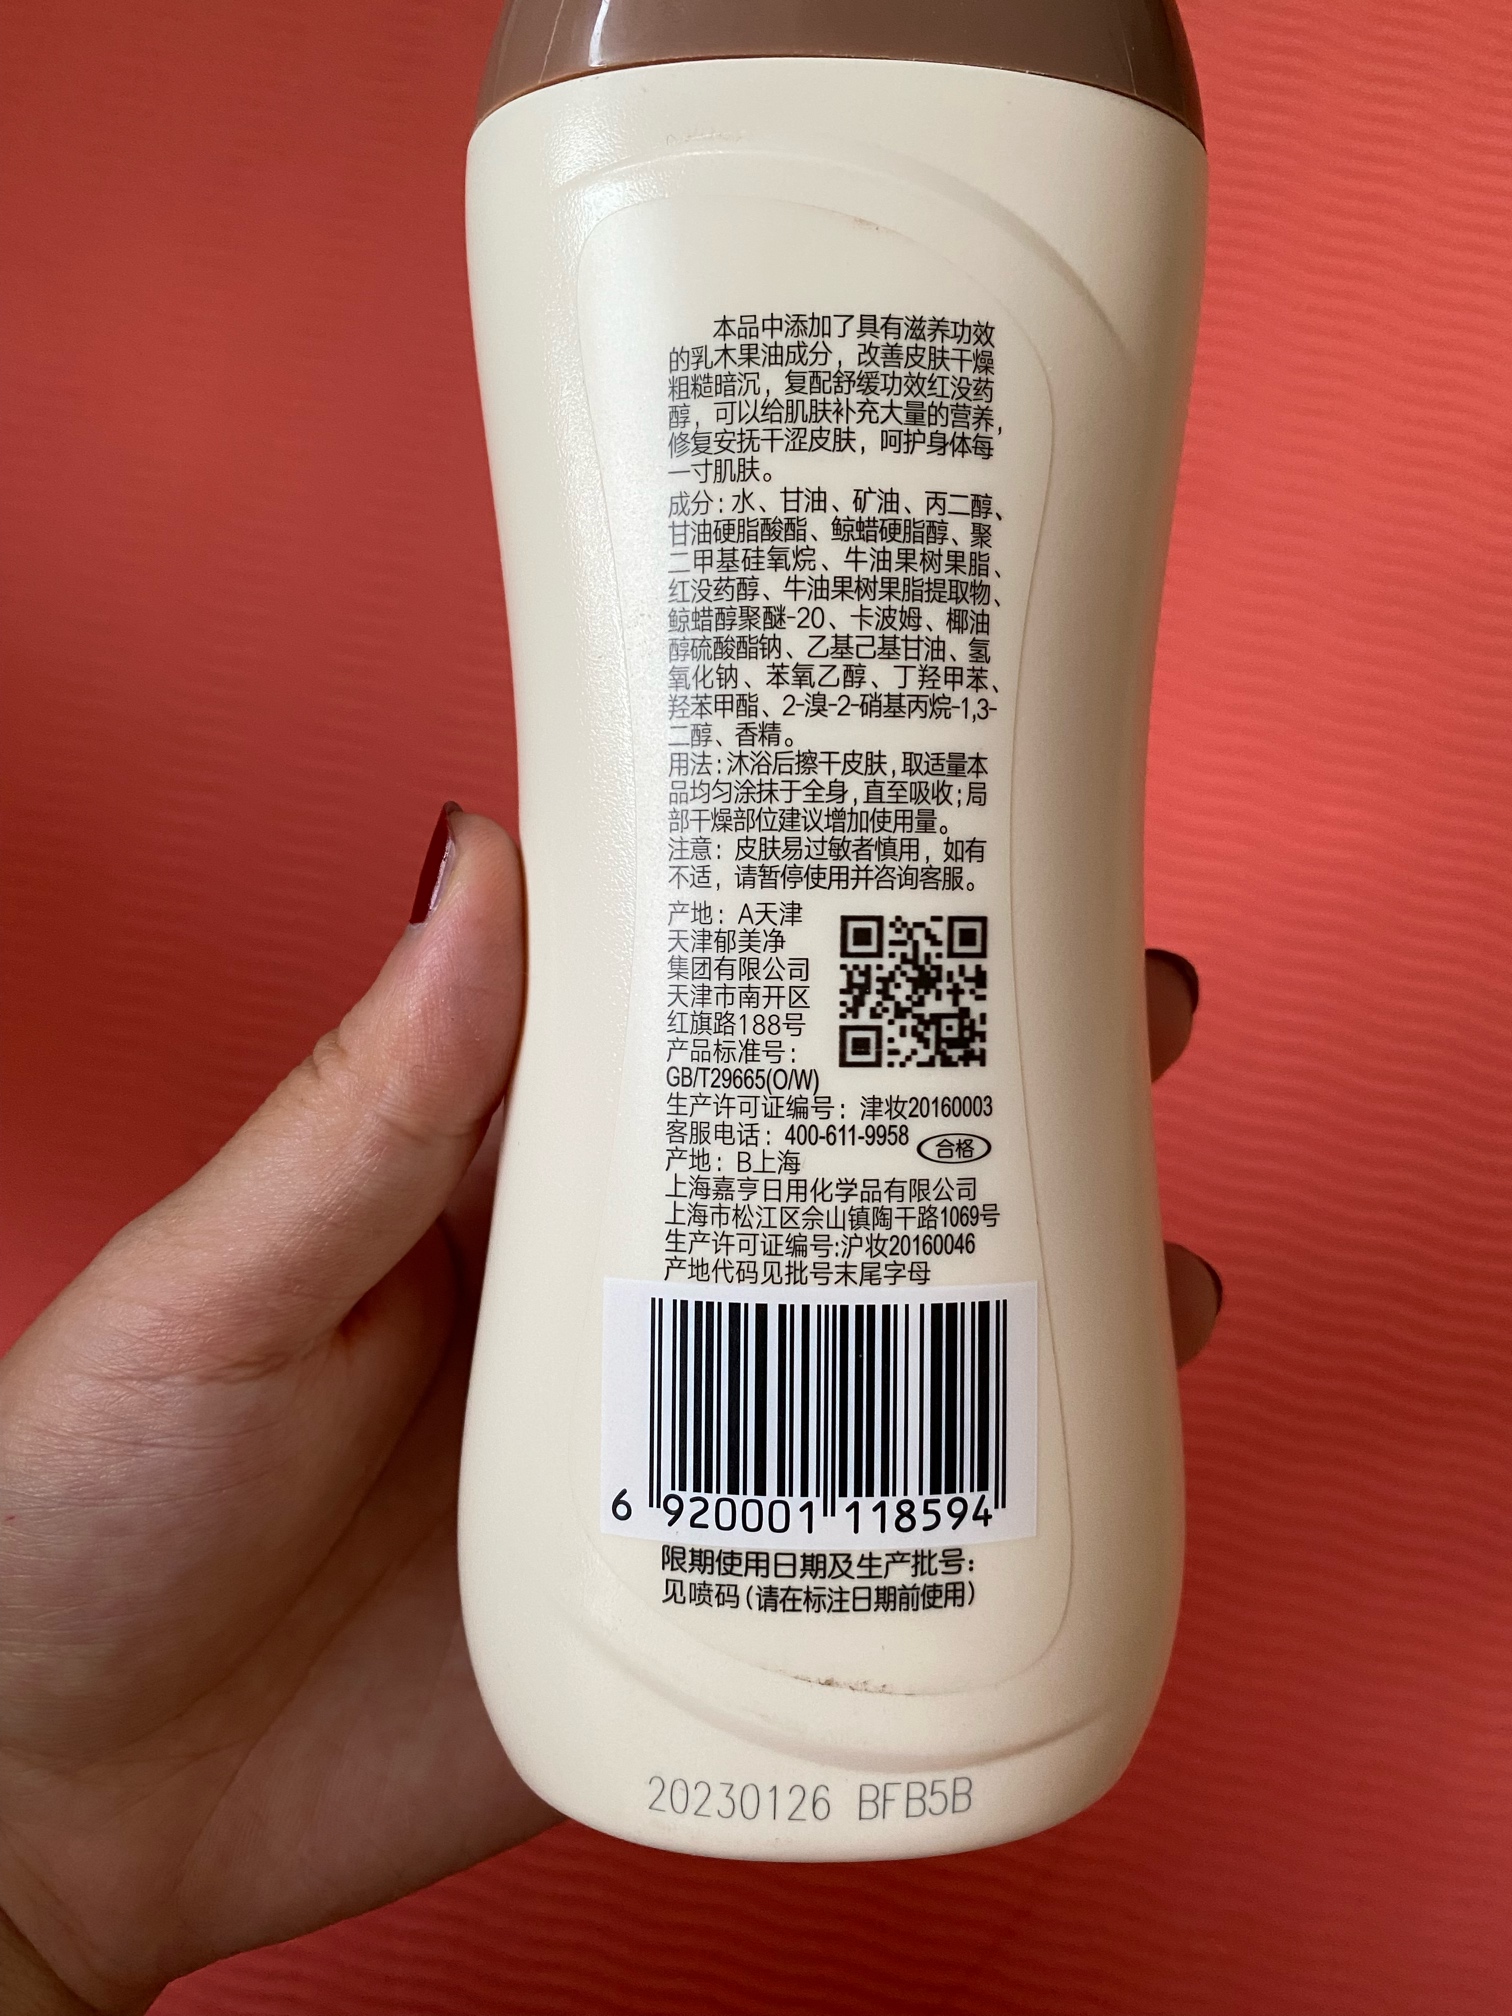 本品中添加了具有滋养功效
的乳木果油成分，改善皮肤干燥
粗糙暗沉，复配舒缓功效红没药
醇，可以给肌肤补充大量的营养，
修复安抚干涩皮肤，呵护身体每
一寸肌肤。
成分：水、甘油、矿油、丙二醇、
甘油硬脂酸酯、鲸蜡硬脂醇、聚
二甲基硅氧烷、牛油果树果脂、
红没药醇、牛油果树果脂提取物、
鲸蜡醇聚醚-20、卡波姆、椰油
醇硫酸酯钠、乙基己基甘油、氢
氧化钠、苯氧乙醇、丁羟甲苯、
羟苯甲酯、2-溴-2-硝基丙烷-1,3-
二醇、香精。
用法：沐浴后擦干皮肤，取适量本
品均匀涂抹于全身，直至吸收；局
部干燥部位建议增加使用量。
注意：皮肤易过敏者慎用，如有
不适，请暂停使用并咨询客服。
产地：A天津
天津郁美净
集团有限公司
天津市南开区
红旗路188号
产品标准号：
GB/T29665(O/W)
生产许可证编号：津妆20160003
客服电话：400-611-9958
合格
产地：B上海
上海嘉亨日用化学品有限公司
上海市松江区佘山镇陶干路1069号
生产许可证编号:沪妆20160046
产地代码见批号末尾字母
6 920001 118594
限期使用日期及生产批号：
见喷码（请在标注日期前使用）
20230126 BFB5B